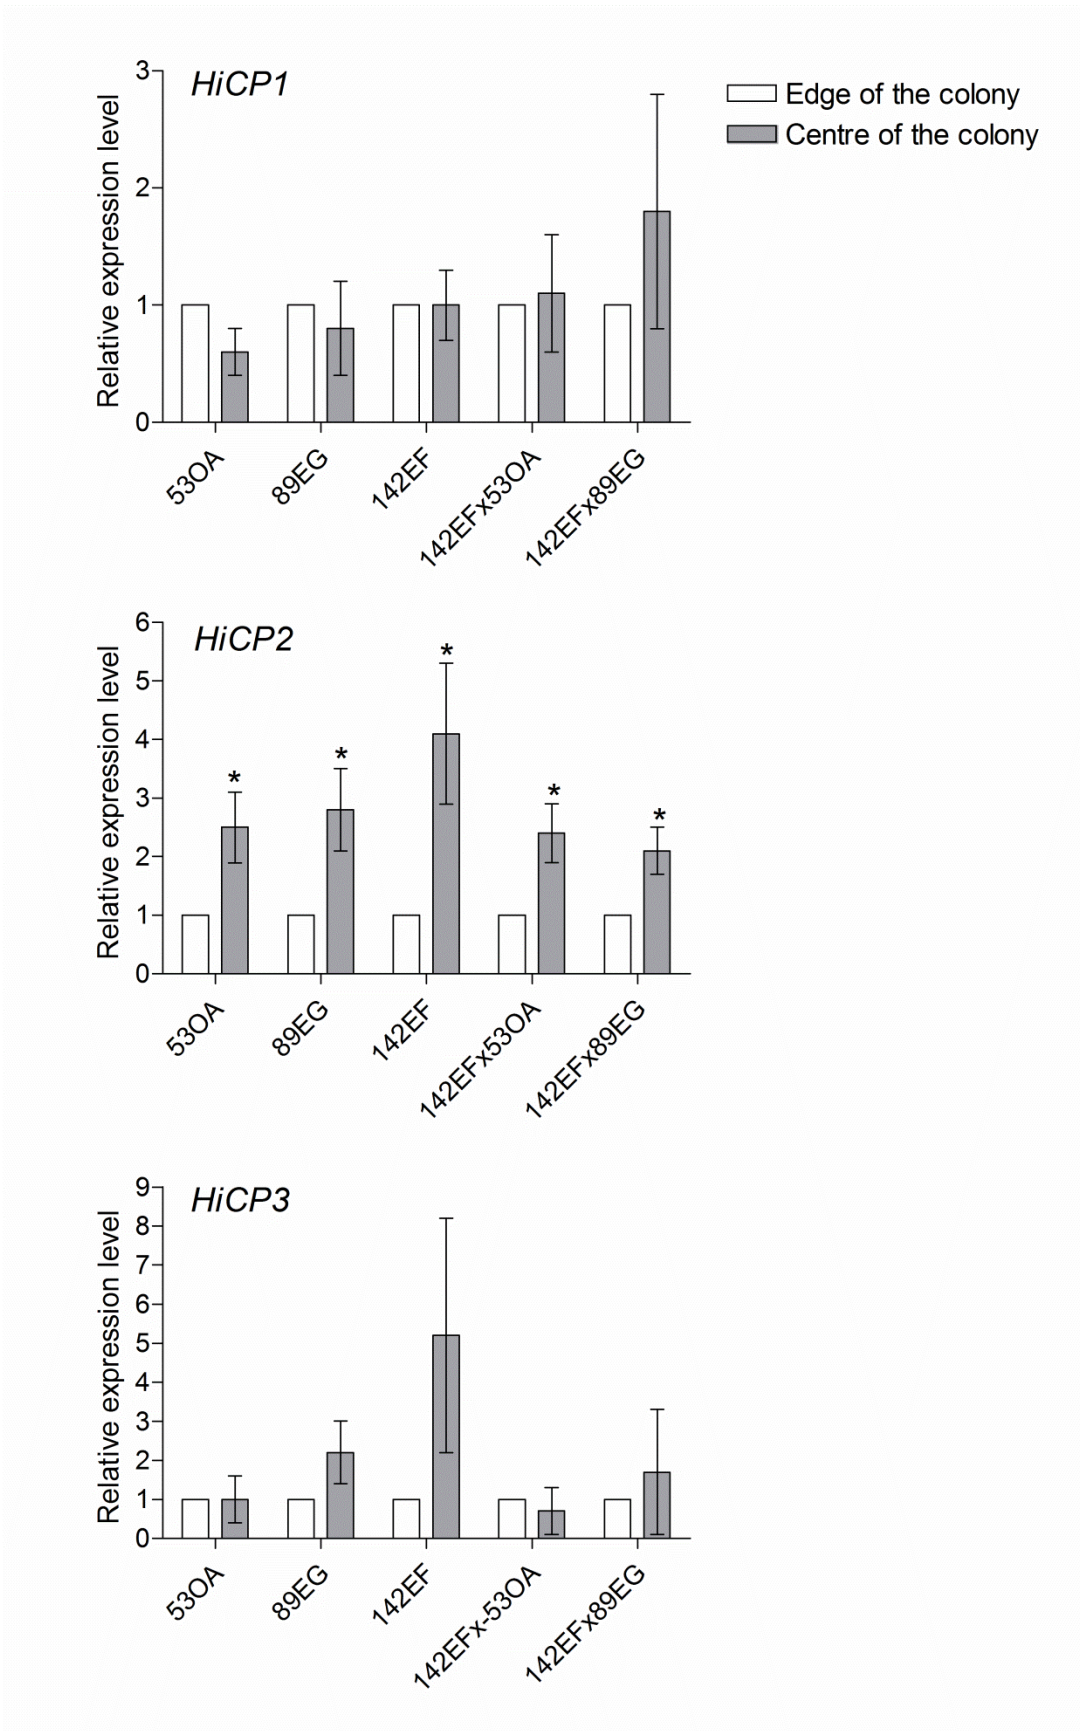 HiCP1
Edge of the colony
Centre of the colony
Relative expression level
3
2
1
0
53OA
89EG
142EF
142EFx53OA
142EFx89EG
HiCP2
Relative expression level
6
5
4
3
2
1
0
*
*
*
*
*
53OA
89EG
142EF
142EFx53OA
142EFx89EG
HiCP3
Relative expression level
9
8
7
6
5
4
3
2
1
0
53OA
89EG
142EF
142EFx-53OA
142EFx89EG